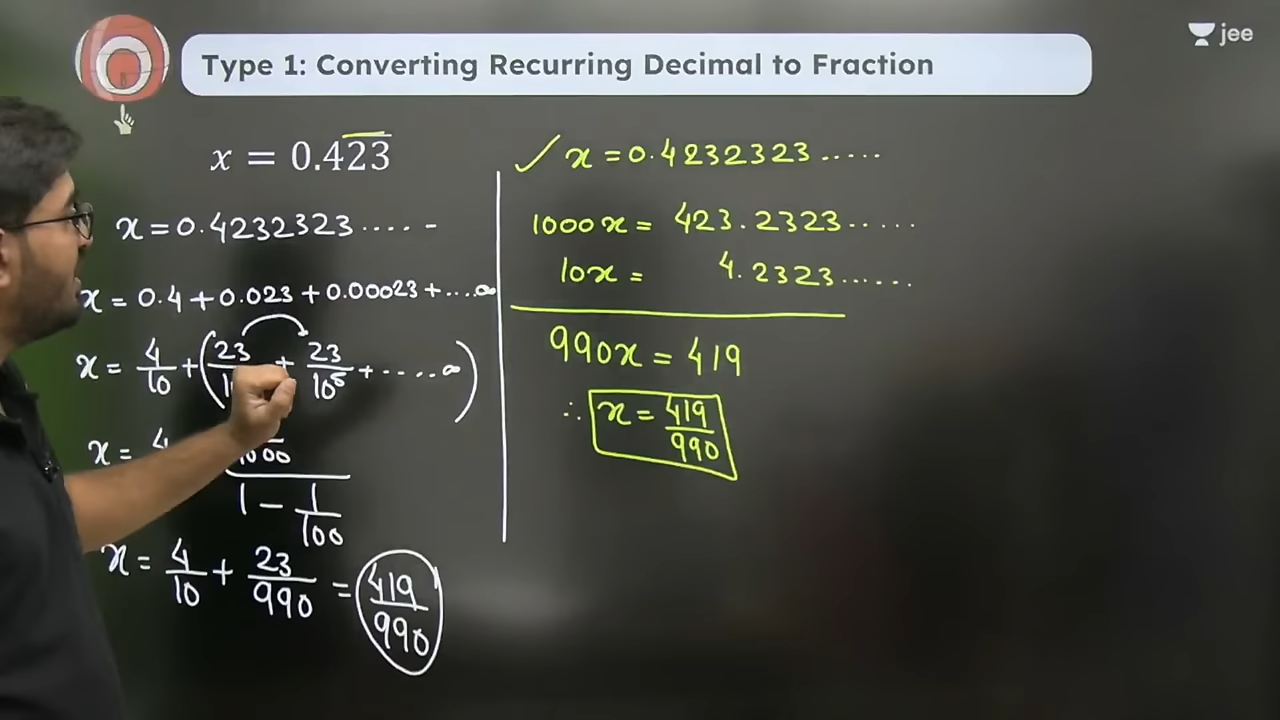 Type 1: Converting Recurring Decimal to Fraction
jee
x = 0.4\overline{23}
x = 0.4232323.....-
x = 0.4 + 0.023 + 0.00023 + ....∞
x = 4/10 + (23/10 + 23/10⁵ + .....∞)
x = 4 1000
1 - 1/100
x = 4/10 + 23/990 = 419/990
✓ x = 0.4232323.....
1000x = 423.2323.....
10x = 4.2323......
990x = 419
∴ x = 419/990